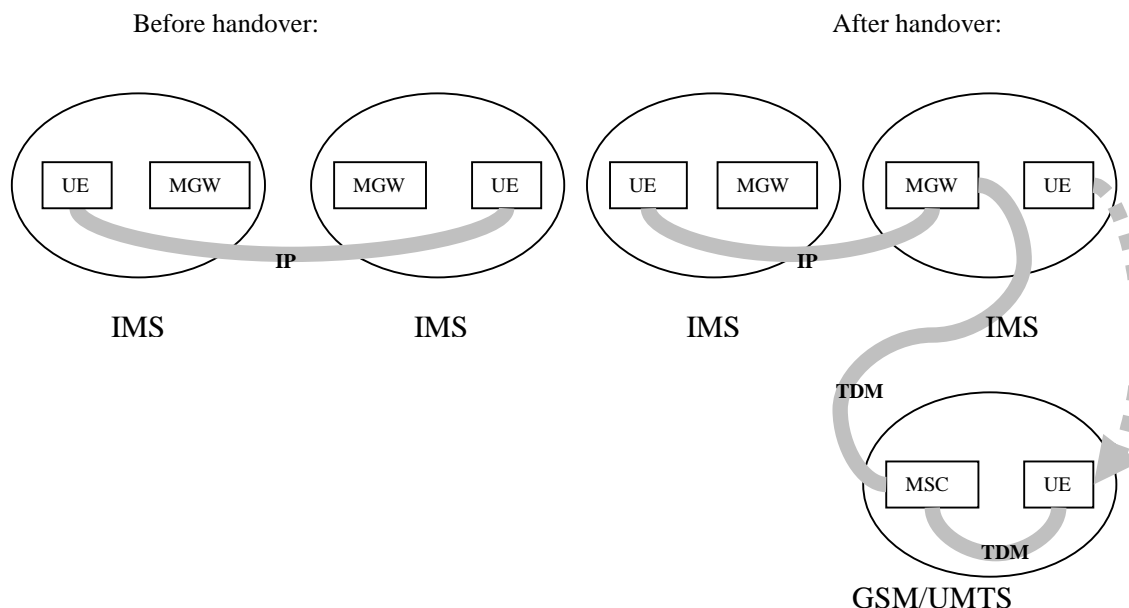 Before handover:
After handover:
UE
MGW
MGW
UE
UE
MGW
MGW
UE
IP
IP
IMS
IMS
IMS
IMS
TDM
MSC
UE
TDM
GSM/UMTS